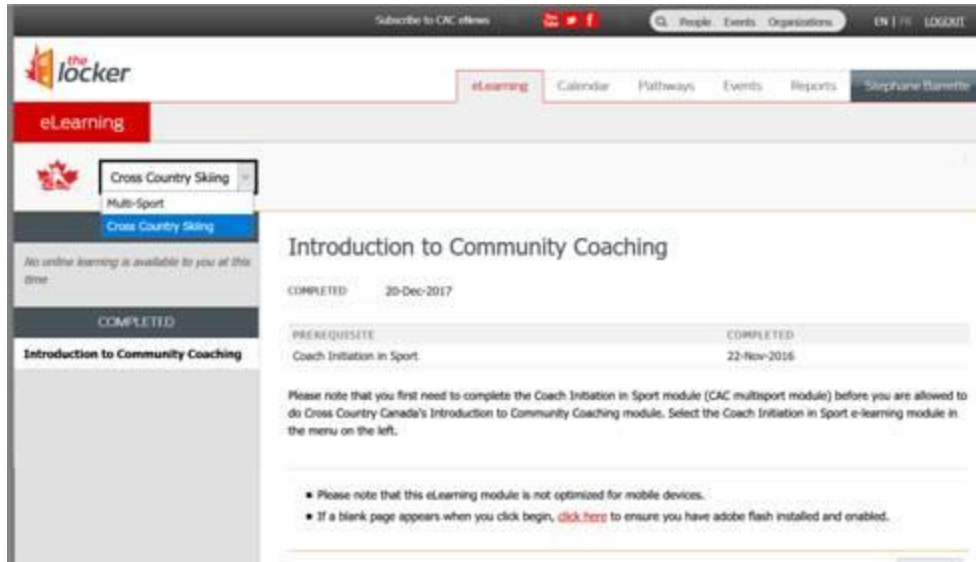 Subscribe to CAC eNews
You Tube
People Events Organizations
EN | FR LOGOUT
the locker
eLearning Calendar Pathways Events Reports Stephane Barrette
eLearning
Cross Country Skiing
Multi-Sport
Cross Country Skiing
No online learning is available to you at this
time
COMPLETED
Introduction to Community Coaching
Introduction to Community Coaching
COMPLETED 20-Dec-2017
PREREQUISITE COMPLETED
Coach Initiation in Sport 22-Nov-2016
Please note that you first need to complete the Coach Initiation in Sport module (CAC multisport module) before you are allowed to
do Cross Country Canada's Introduction to Community Coaching module. Select the Coach Initiation in Sport e-learning module in
the menu on the left.
Please note that this eLearning module is not optimized for mobile devices.
If a blank page appears when you click begin, click here to ensure you have adobe flash installed and enabled.